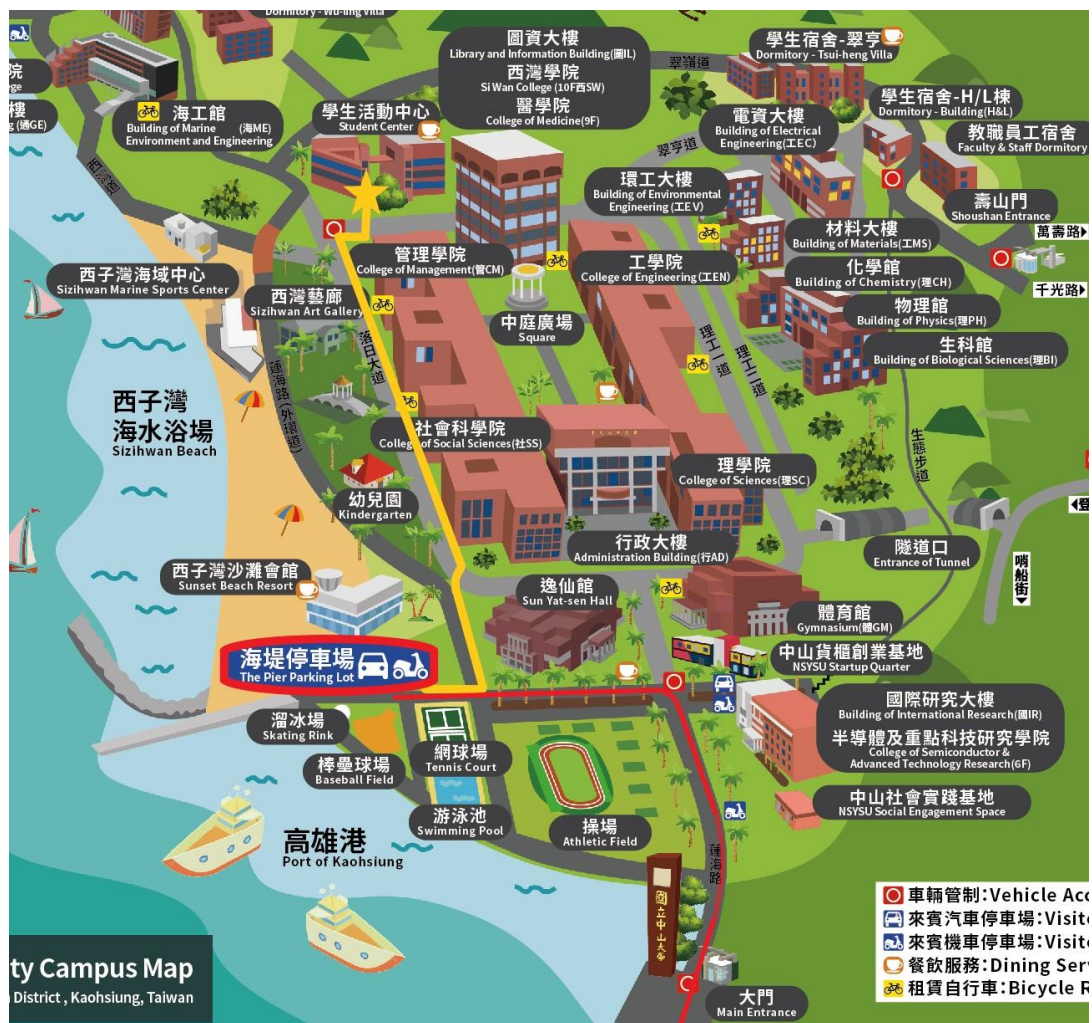 Dormitory - Wu-ling Villa
院
ege
樓
(通GE)
海工館
Building of Marine (海ME)
Environment and Engineering
學生活動中心
Student Center
圖資大樓
Library and Information Building(圖IL)
西灣學院
Si Wan College (10F西SW)
醫學院
College of Medicine(9F)
學生宿舍-翠亨
Dormitory - Tsui-heng Villa
翠嶺道
學生宿舍-H/L棟
Dormitory - Building(H&L)
電資大樓
Building of Electrical
Engineering(工EC)
教職員工宿舍
Faculty & Staff Dormitory
翠亨道
環工大樓
Building of Environmental
Engineering (工EV)
壽山門
Shoushan Entrance
萬壽路
千光路
材料大樓
Building of Materials(工MS)
管理學院
College of Management(管CM)
工學院
College of Engineering(工EN)
化學館
Building of Chemistry(理CH)
西子灣海域中心
Sizihwan Marine Sports Center
西灣藝廊
Sizihwan Art Gallery
中庭廣場
Square
物理館
Building of Physics(理PH)
生科館
Building of Biological Sciences(理BI)
落日大道
理工一道
理工二道
蓮海路(外環道)
西子灣
海水浴場
Sizihwan Beach
社會科學院
College of Social Sciences(社SS)
理學院
College of Sciences(理SC)
生態步道
幼兒園
Kindergarten
行政大樓
Administration Building(行AD)
隧道口
Entrance of Tunnel
哨船街
西子灣沙灘會館
Sunset Beach Resort
逸仙館
Sun Yat-sen Hall
體育館
Gymnasium(體GM)
海堤停車場
The Pier Parking Lot
中山貨櫃創業基地
NSYSU Startup Quarter
溜冰場
Skating Rink
棒壘球場
Baseball Field
網球場
Tennis Court
游泳池
Swimming Pool
操場
Athletic Field
國際研究大樓
Building of International Research(國IR)
半導體及重點科技研究學院
College of Semiconductor &
Advanced Technology Research(6F)
中山社會實踐基地
NSYSU Social Engagement Space
高雄港
Port of Kaohsiung
蓮海路
國立中山大學
大門
Main Entrance
車輛管制:Vehicle Acc
來賓汽車停車場:Visito
來賓機車停車場:Visito
餐飲服務:Dining Serv
租賃自行車:Bicycle R
ty Campus Map
District , Kaohsiung, Taiwan